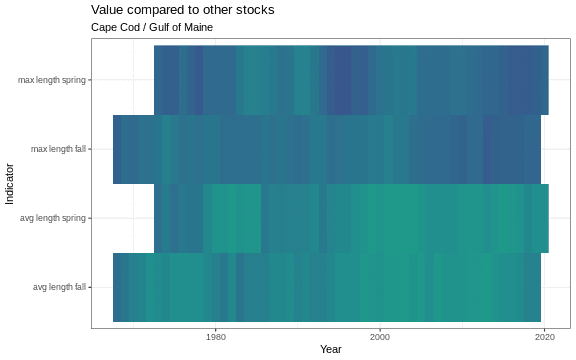 Value compared to other stocks
Cape Cod / Gulf of Maine
Indicator
max length spring
max length fall
avg length spring
avg length fall
1980
2000
2020
Year